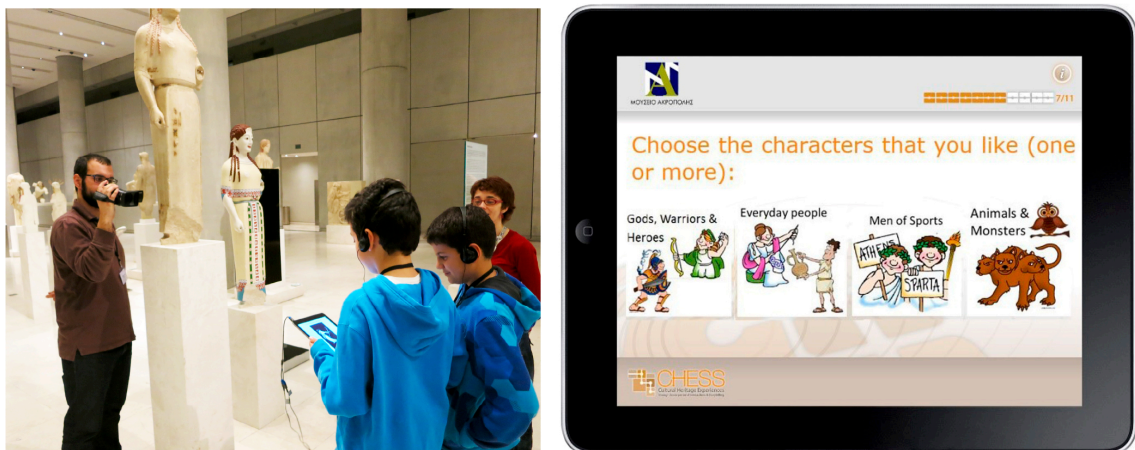 ΜΟΥΣΕΙΟ ΑΚΡΟΠΟΛΗΣ
i
7/11
Choose the characters that you like (one
or more):
Gods, Warriors &
Heroes
Everyday people
Men of Sports
Animals &
Monsters
ATHENS
SPARTA
CHESS
Cultural Heritage Experiences